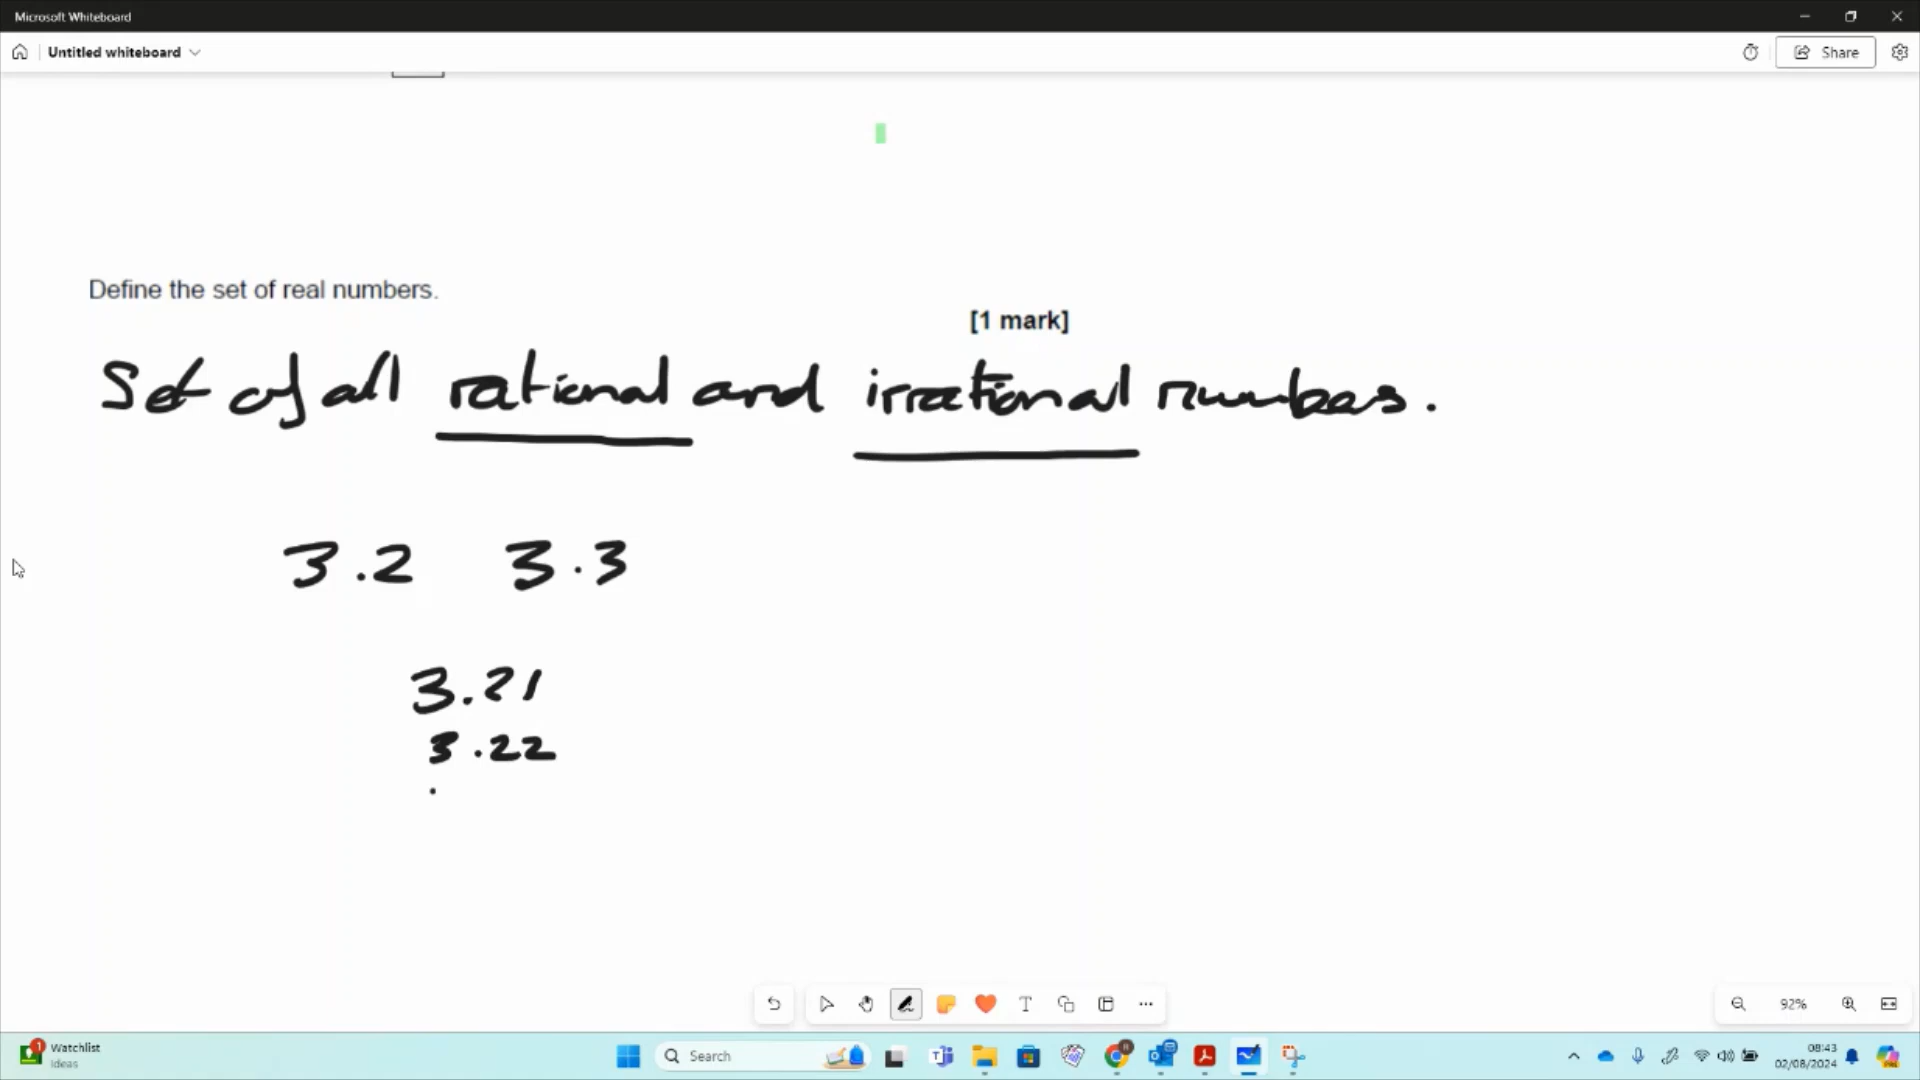 Microsoft Whiteboard
Untitled whiteboard
Share
Define the set of real numbers.
[1 mark]
Set of all rational and irrational numbers.
3.2 3.3
3.21
3.22
.
92%
1
Watchlist
Ideas
Search
08:43
02/08/2024